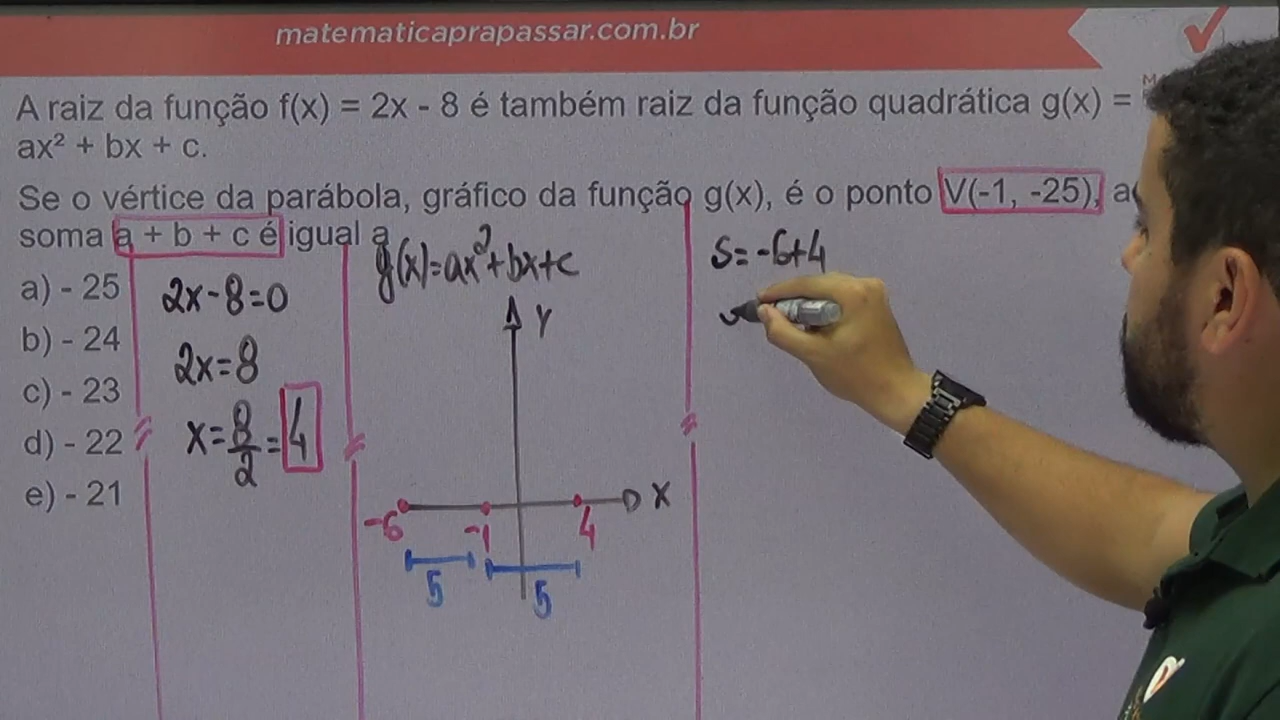 matematicaprapassar.com.br
A raiz da função f(x) = 2x - 8 é também raiz da função quadrática g(x) =
ax² + bx + c.
Se o vértice da parábola, gráfico da função g(x), é o ponto V(-1, -25),
soma a + b + c é igual a
a) - 25
b) - 24
c) - 23
d) - 22
e) - 21
2x-8=0
2x=8
x=8/2=4
g(x)=ax²+bx+c
Y
X
-6 -1 4
5 5
S=-6+4